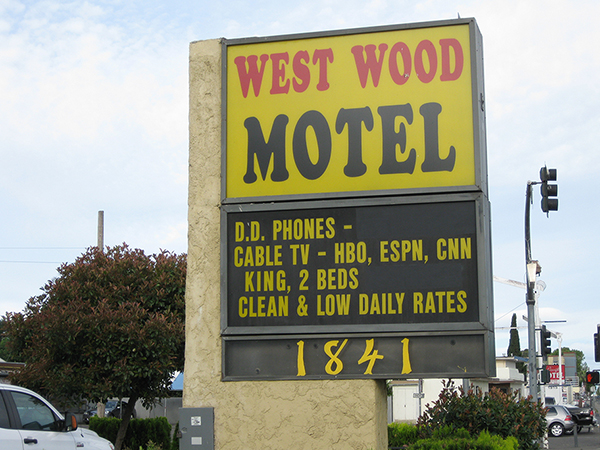 WEST WOOD
MOTEL
D.D. PHONES -
CABLE TV - HBO, ESPN, CNN
KING, 2 BEDS
CLEAN & LOW DAILY RATES
1841